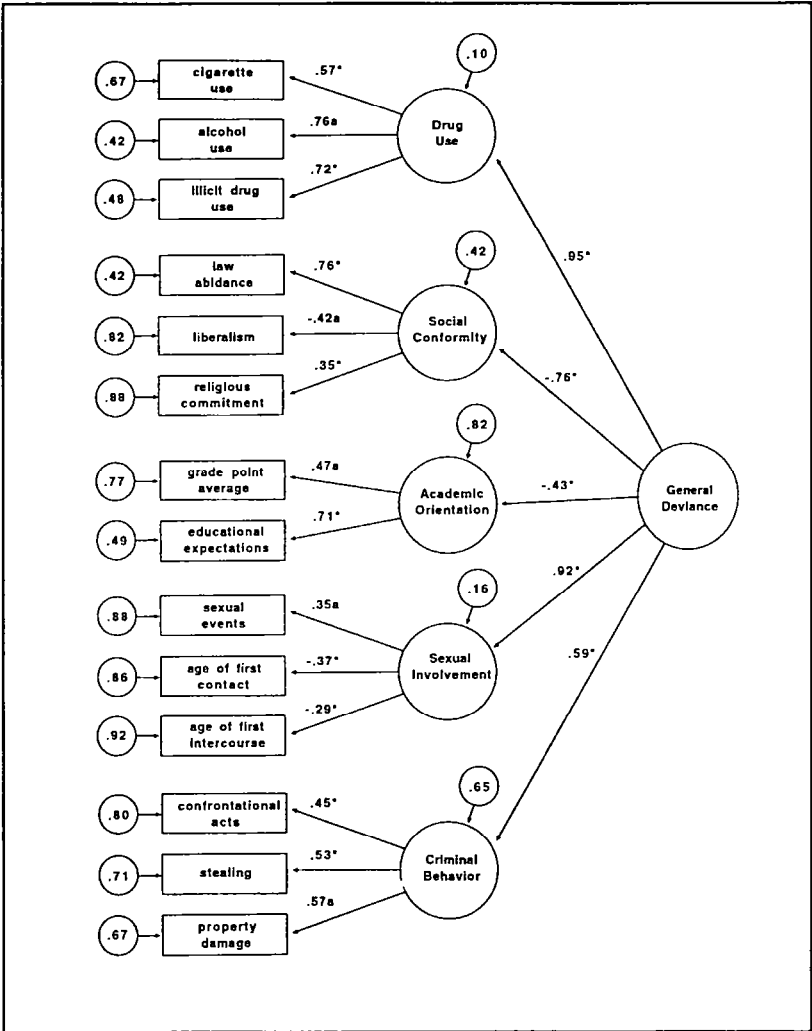 .10
.67
cigarette
use
.57*
.42
alcohol
use
.76a
Drug
Use
.48
illicit drug
use
.72*
.95*
.42
.42
law
abidance
.76*
.82
liberalism
-.42a
Social
Conformity
.88
religious
commitment
.35*
-.76*
.82
.77
grade point
average
.47a
Academic
Orientation
.49
educational
expectations
.71*
-.43*
General
Deviance
.16
.88
sexual
events
.35a
.92*
.86
age of first
contact
-.37*
Sexual
Involvement
.92
age of first
intercourse
-.29*
.59*
.65
.80
confrontational
acts
.45*
.71
stealing
.53*
Criminal
Behavior
.67
property
damage
.57a